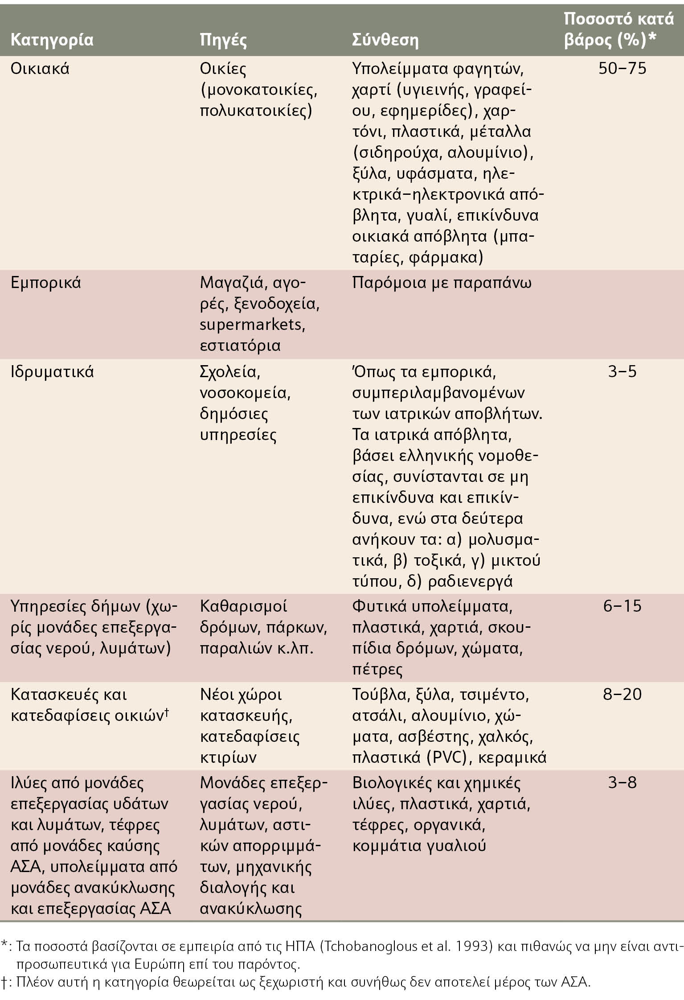 Κατηγορία
Πηγές
Σύνθεση
Ποσοστό κατά
βάρος (%)*
Οικιακά
Οικίες
(μονοκατοικίες,
πολυκατοικίες)
Υπολείμματα φαγητών,
χαρτί (υγιεινής, γραφεί-
ου, εφημερίδες), χαρ-
τόνι, πλαστικά, μέταλλα
(σιδηρούχα, αλουμίνιο),
ξύλα, υφάσματα, ηλε-
κτρικά–ηλεκτρονικά από-
βλητα, γυαλί, επικίνδυνα
οικιακά απόβλητα (μπα-
ταρίες, φάρμακα)
50–75
Εμπορικά
Μαγαζιά, αγο-
ρές, ξενοδοχεία,
supermarkets,
εστιατόρια
Παρόμοια με παραπάνω
Ιδρυματικά
Σχολεία,
νοσοκομεία,
δημόσιες
υπηρεσίες
Όπως τα εμπορικά,
συμπεριλαμβανομένων
των ιατρικών αποβλήτων.
Τα ιατρικά απόβλητα,
βάσει ελληνικής νομοθε-
σίας, συνίστανται σε μη
επικίνδυνα και επικίν-
δυνα, ενώ στα δεύτερα
ανήκουν τα: α) μολυσμα-
τικά, β) τοξικά, γ) μικτού
τύπου, δ) ραδιενεργά
3–5
Υπηρεσίες δήμων (χω-
ρίς μονάδες επεξεργα-
σίας νερού, λυμάτων)
Καθαρισμοί
δρόμων, πάρκων,
παραλιών κ.λπ.
Φυτικά υπολείμματα,
πλαστικά, χαρτιά, σκου-
πίδια δρόμων, χώματα,
πέτρες
6–15
Κατασκευές και
κατεδαφίσεις οικιών†
Νέοι χώροι
κατασκευής,
κατεδαφίσεις
κτιρίων
Τούβλα, ξύλα, τσιμέντο,
ατσάλι, αλουμίνιο, χώ-
ματα, ασβέστης, χαλκός,
πλαστικά (PVC), κεραμικά
8–20
Ιλύες από μονάδες
επεξεργασίας υδάτων
και λυμάτων, τέφρες
από μονάδες καύσης
ΑΣΑ, υπολείμματα από
μονάδες ανακύκλωσης
και επεξεργασίας ΑΣΑ
Μονάδες επεξερ-
γασίας νερού,
λυμάτων, αστι-
κών απορριμμά-
των, μηχανικής
διαλογής και
ανακύκλωσης
Βιολογικές και χημικές
ιλύες, πλαστικά, χαρτιά,
τέφρες, οργανικά,
κομμάτια γυαλιού
3–8
*: Τα ποσοστά βασίζονται σε εμπειρία από τις ΗΠΑ (Tchobanoglous et al. 1993) και πιθανώς να μην είναι αντι-
προσωπευτικά για Ευρώπη επί του παρόντος.
†: Πλέον αυτή η κατηγορία θεωρείται ως ξεχωριστή και συνήθως δεν αποτελεί μέρος των ΑΣΑ.